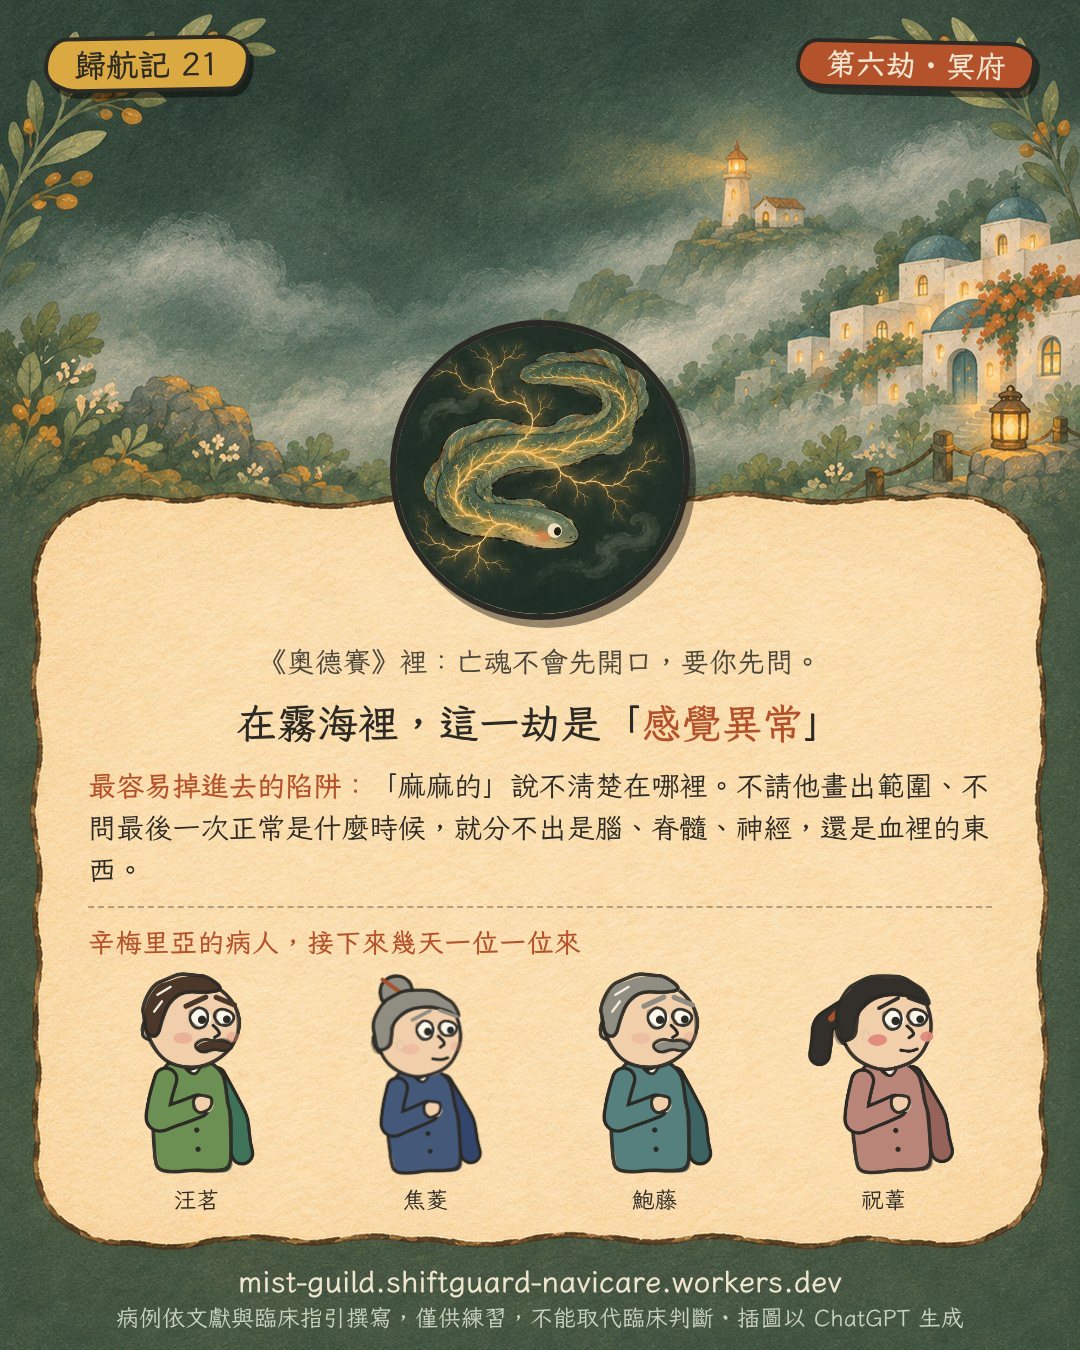 歸航記 21
第六劫・冥府
《奧德賽》裡：亡魂不會先開口，要你先問。
在霧海裡，這一劫是「感覺異常」
最容易掉進去的陷阱：「麻麻的」說不清楚在哪裡。不請他畫出範圍、不
問最後一次正常是什麼時候，就分不出是腦、脊髓、神經，還是血裡的東
西。
辛梅里亞的病人，接下來幾天一位一位來
汪茗
焦菱
鮑藤
祝葦
mist-guild.shiftguard-navicare.workers.dev
病例依文獻與臨床指引撰寫，僅供練習，不能取代臨床判斷・插圖以 ChatGPT 生成